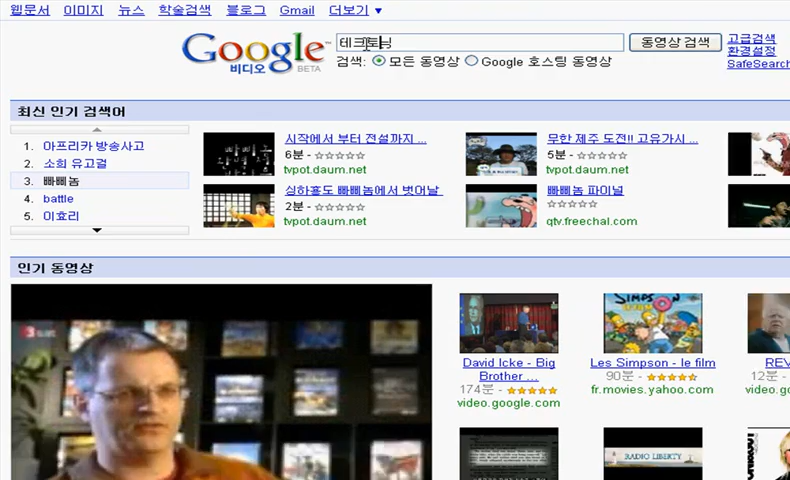 웹문서 이미지 뉴스 학술검색 블로그 Gmail 더보기 ▼
Google™
비디오 BETA
테크토닝
동영상 검색
고급검색
환경설정
SafeSearch
검색: 모든 동영상 Google 호스팅 동영상
최신 인기 검색어
1. 아프리카 방송사고
2. 소희 유고걸
3. 빠삐놈
4. battle
5. 이효리
시작에서 부터 전설까지 ...
6분 -
tvpot.daum.net
무한 제주 도전!! 고유가시 ...
5분 -
tvpot.daum.net
싱하횽도 빠삐놈에서 벗어날
2분 -
tvpot.daum.net
빠삐놈 파이널
qtv.freechal.com
인기 동영상
David Icke - Big
Brother ...
174분 -
video.google.com
SIMPSON
Les Simpson - le film
90분 -
fr.movies.yahoo.com
REV
12분 -
video.go
RADIO LIBERTY